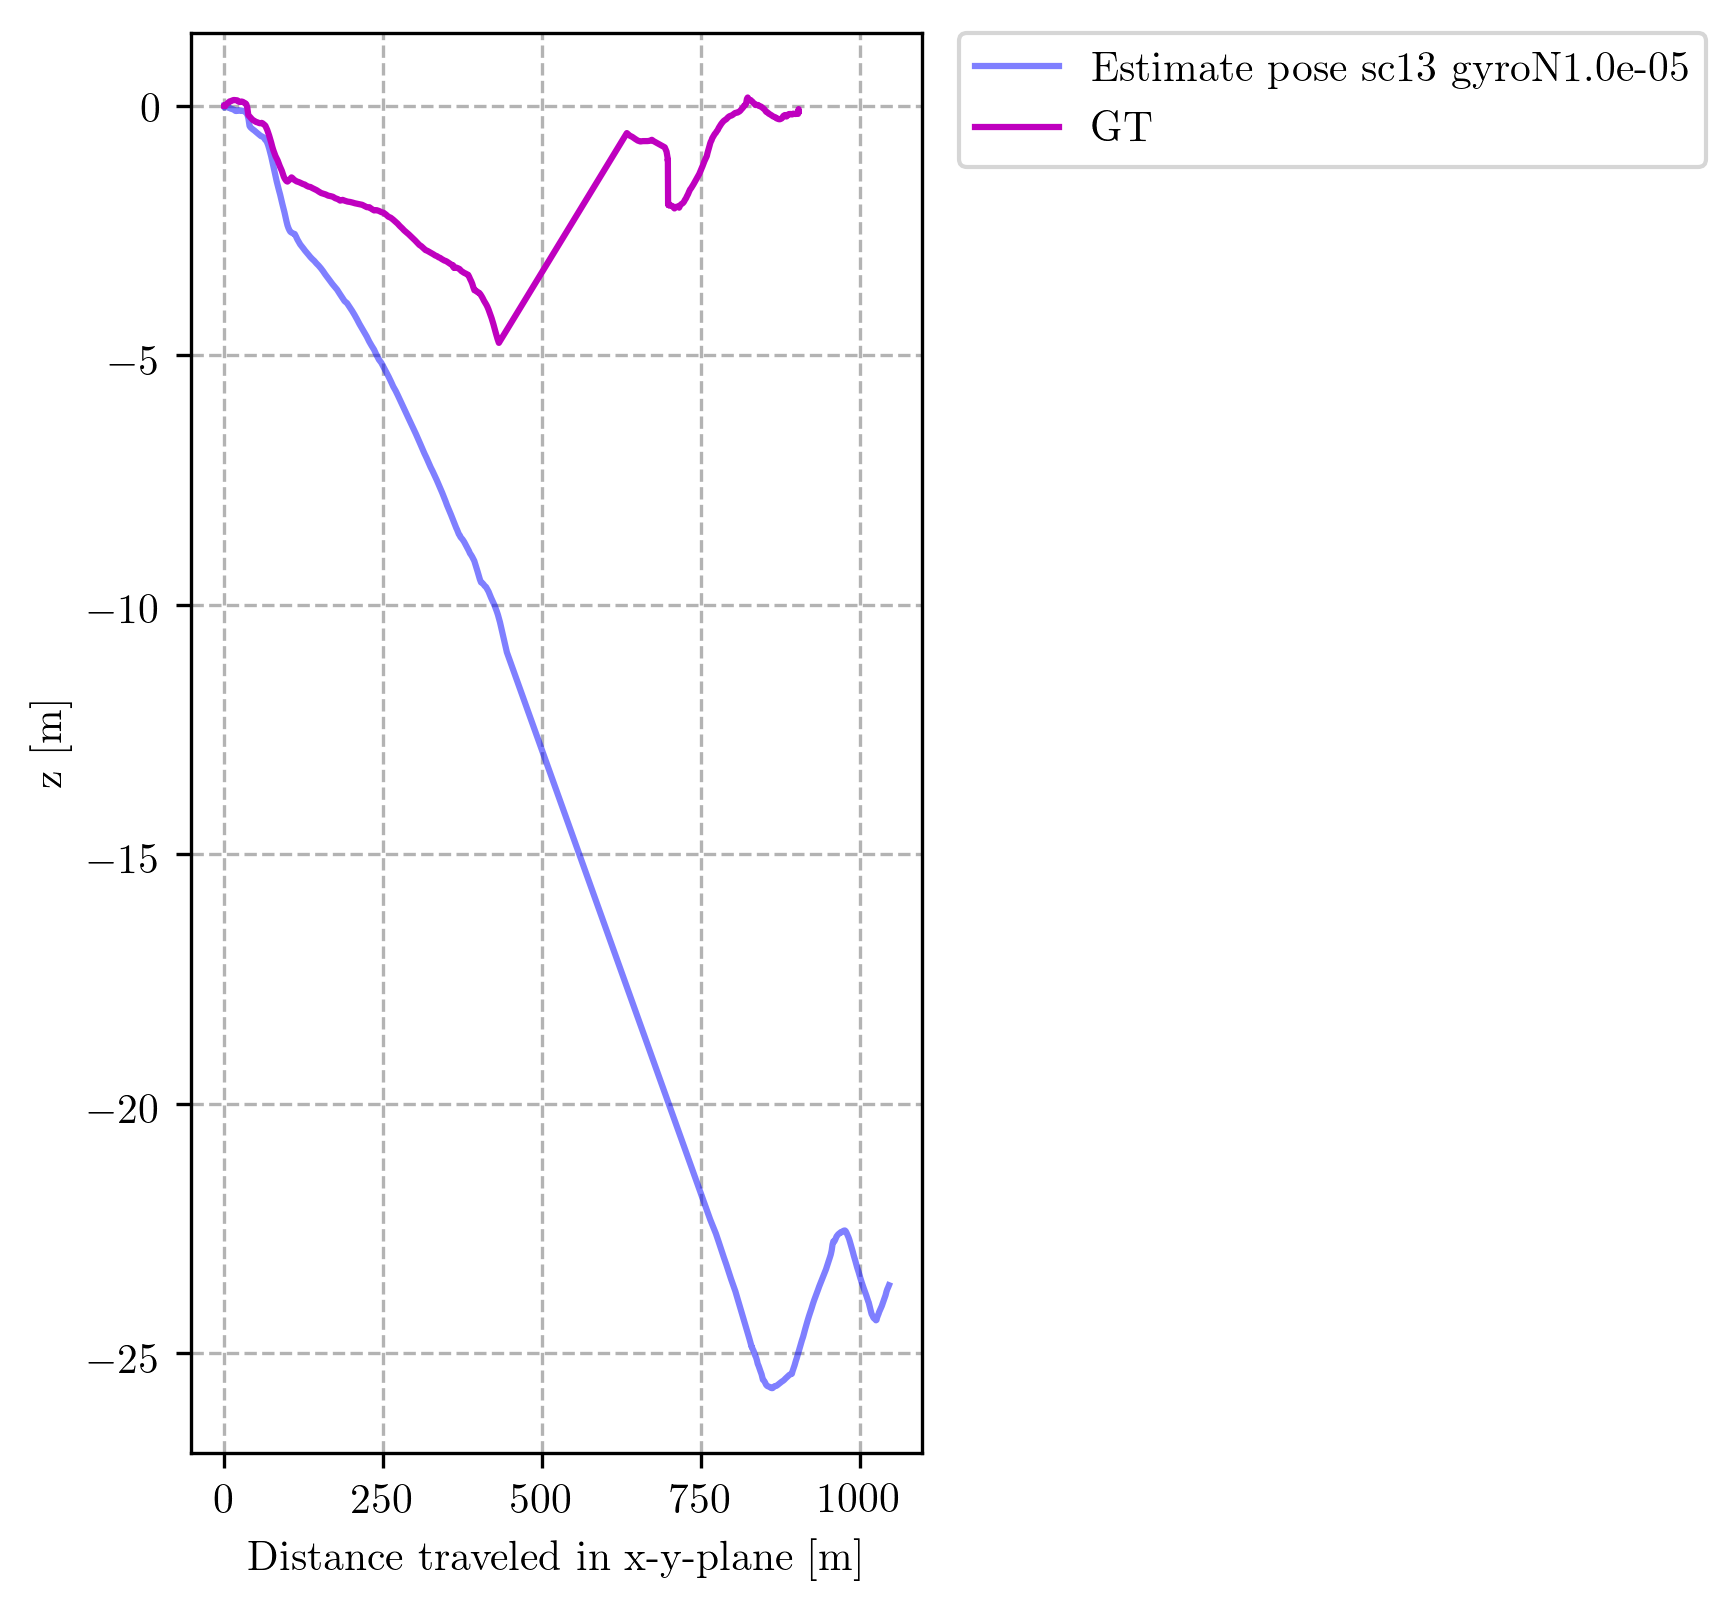 Estimate pose sc13 gyroN1.0e-05
GT
0
−5
−10
−15
−20
−25
z [m]
0 250 500 750 1000
Distance traveled in x-y-plane [m]